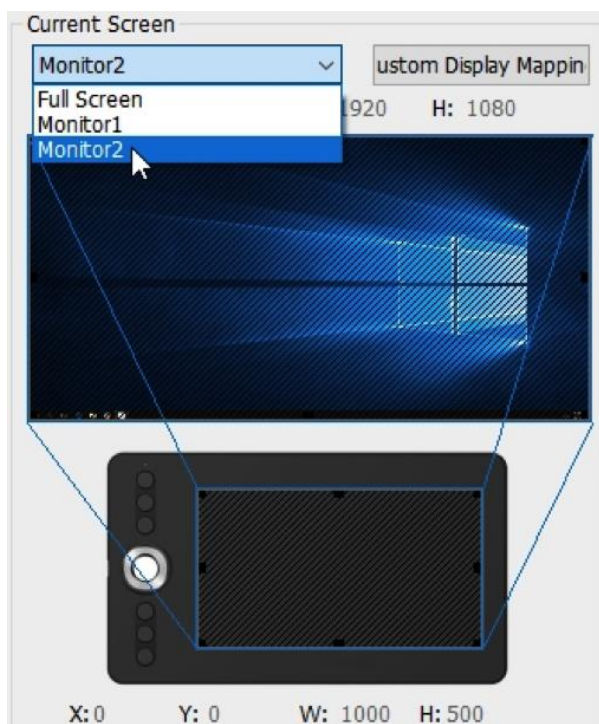 Current Screen
Monitor2 ustom Display Mappin
Full Screen 1920 H: 1080
Monitor1
Monitor2
X: 0 Y: 0 W: 1000 H: 500